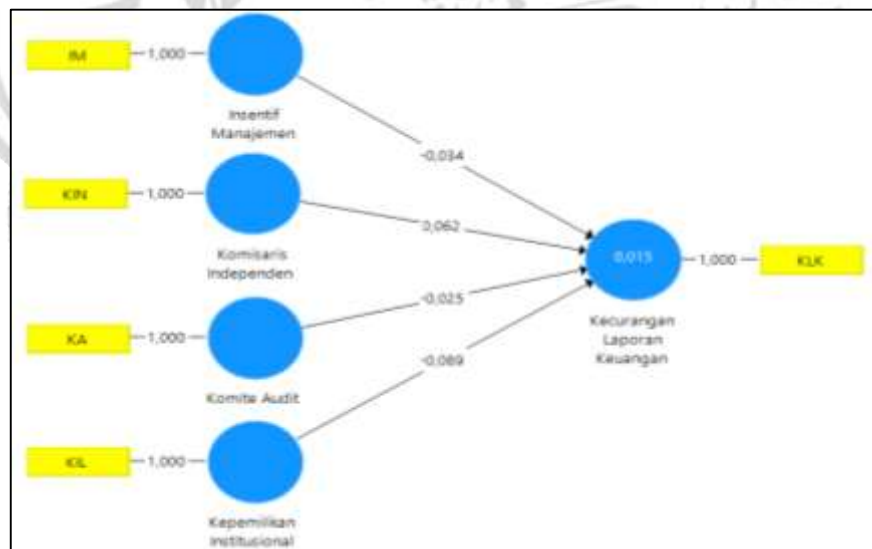 IM
1,000
Insentif
Manajemen
-0,034
KIN
1,000
0,062
Komisaris
Independen
0,015
1,000
KLK
Kecurangan
Laporan
Keuangan
KA
1,000
-0,025
Komite Audit
-0,089
KIL
1,000
Kepemilikan
Institusional